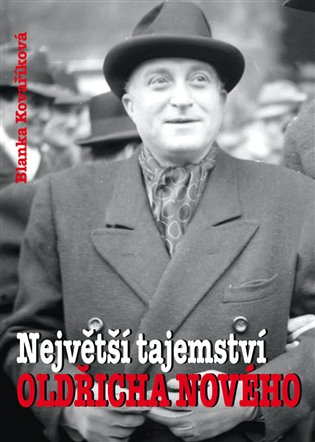 Blanka Kovaříková
Největší tajemství
OLDŘICHA NOVÉHO